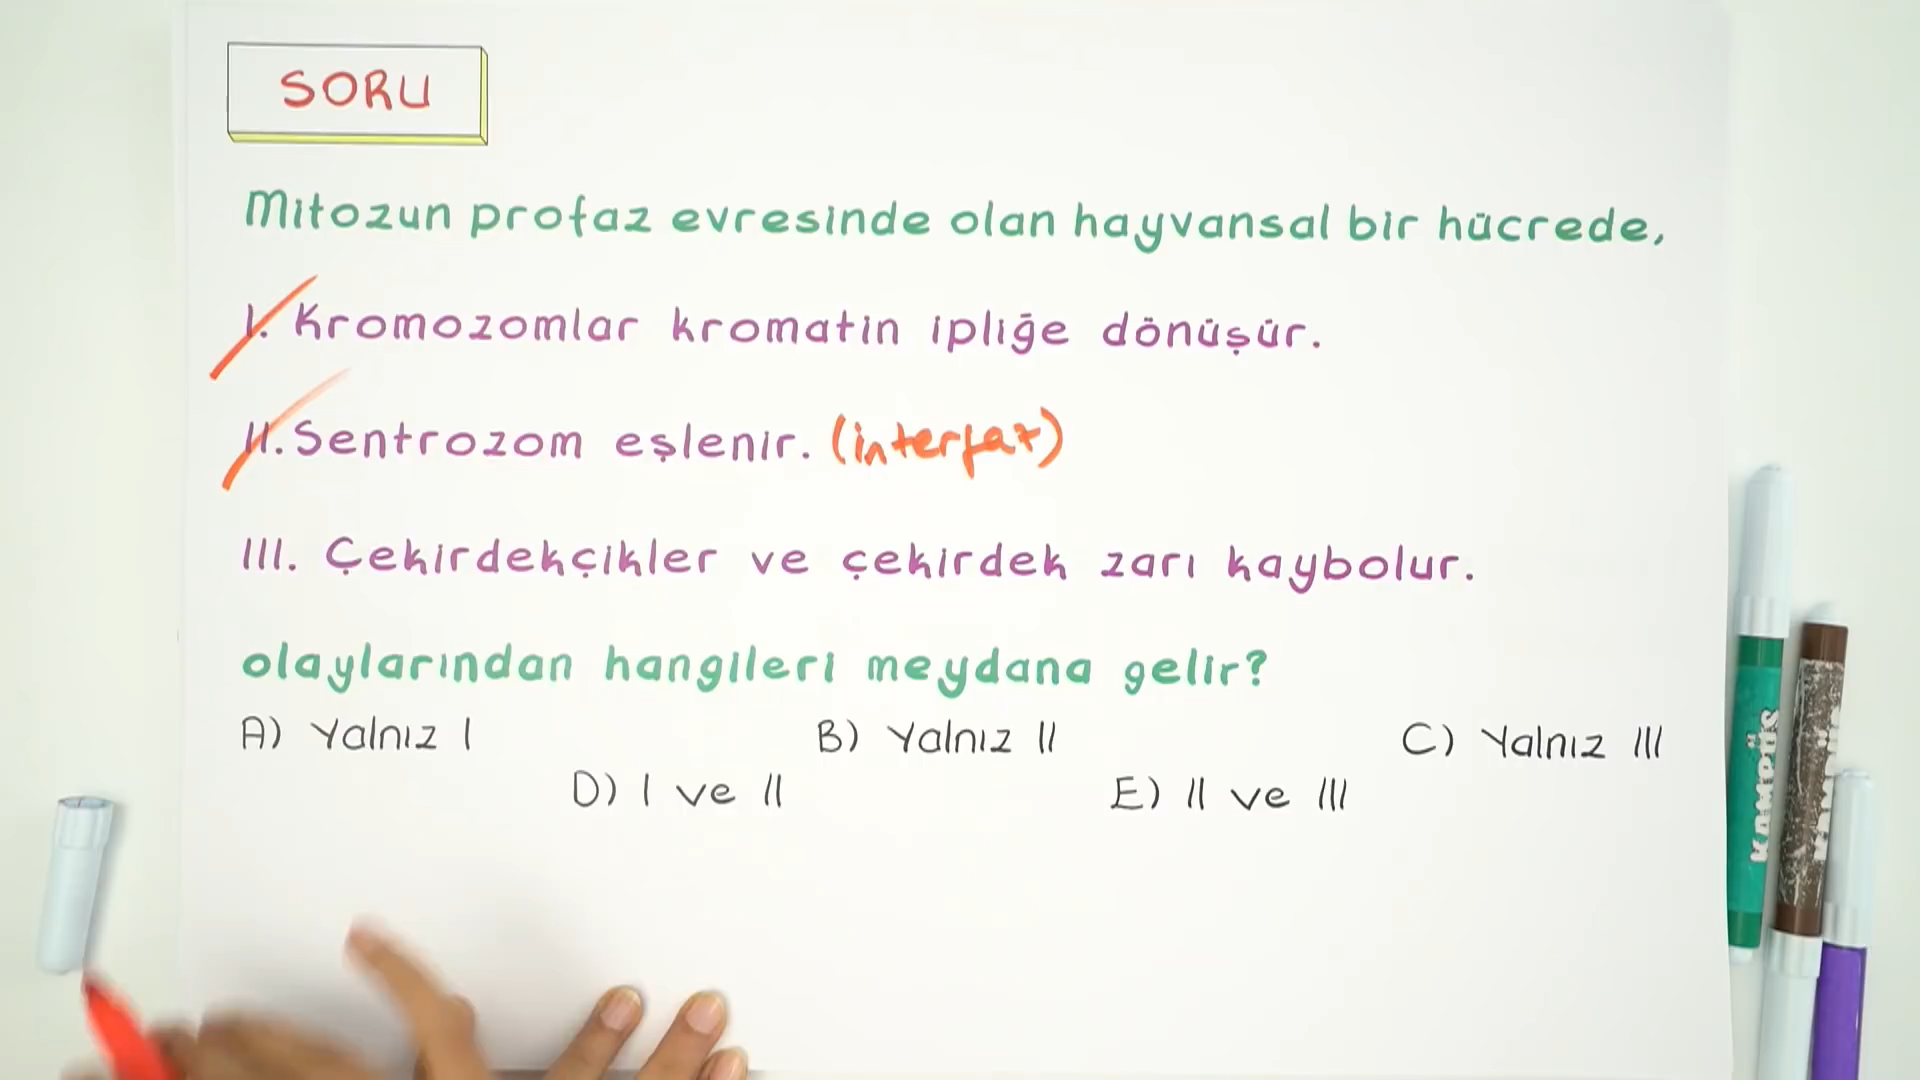 SORU
Mitozun profaz evresinde olan hayvansal bir hücrede,
I. Kromozomlar kromatin ipliğe dönüşür.
II. Sentrozom eşlenir. (interfaz)
III. Çekirdekçikler ve çekirdek zarı kaybolur.
olaylarından hangileri meydana gelir?
A) Yalnız I B) Yalnız II C) Yalnız III
D) I ve II E) II ve III
KAMPÜS